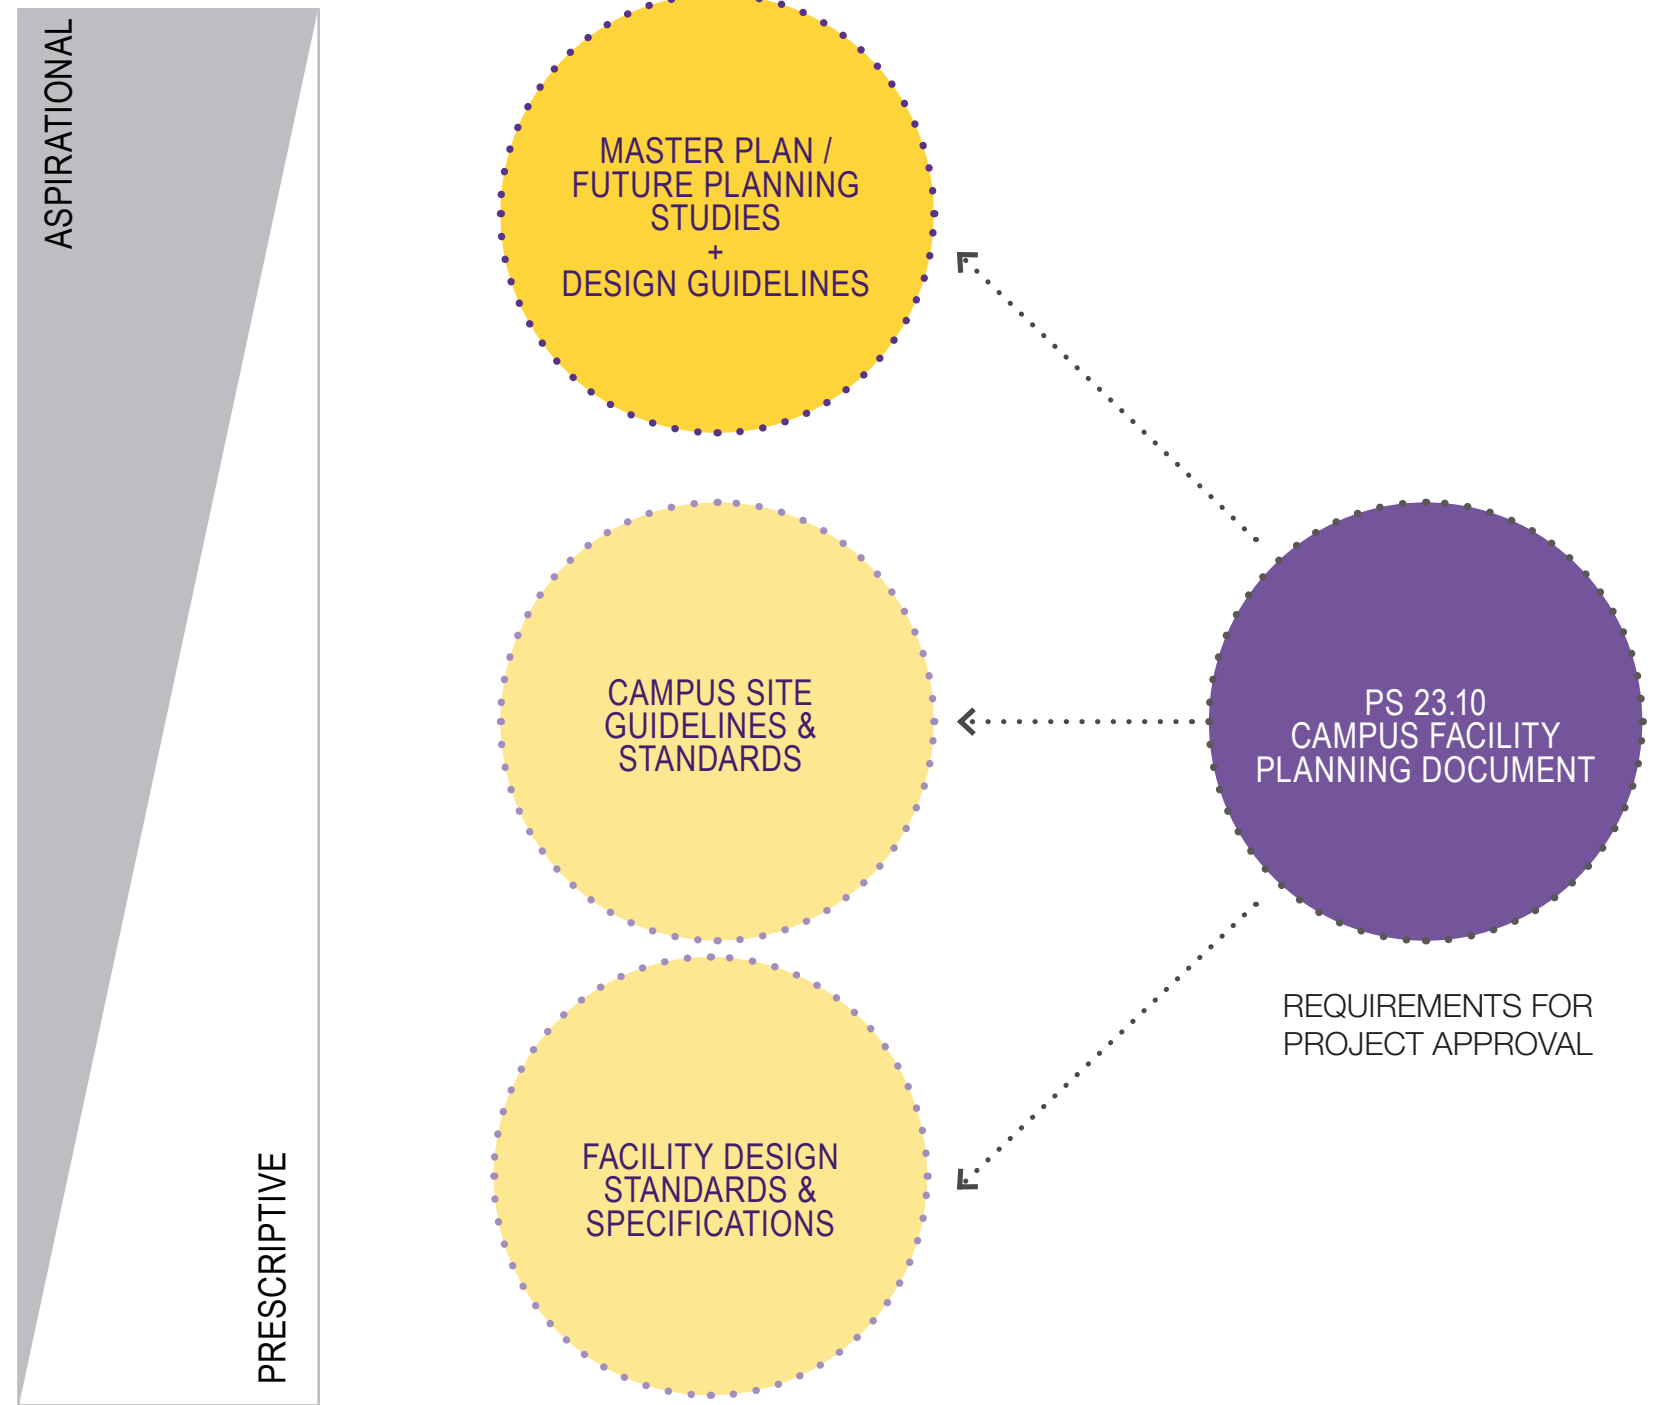 ASPIRATIONAL
MASTER PLAN /
FUTURE PLANNING
STUDIES
+
DESIGN GUIDELINES
CAMPUS SITE
GUIDELINES &
STANDARDS
PS 23.10
CAMPUS FACILITY
PLANNING DOCUMENT
REQUIREMENTS FOR
PROJECT APPROVAL
FACILITY DESIGN
STANDARDS &
SPECIFICATIONS
PRESCRIPTIVE